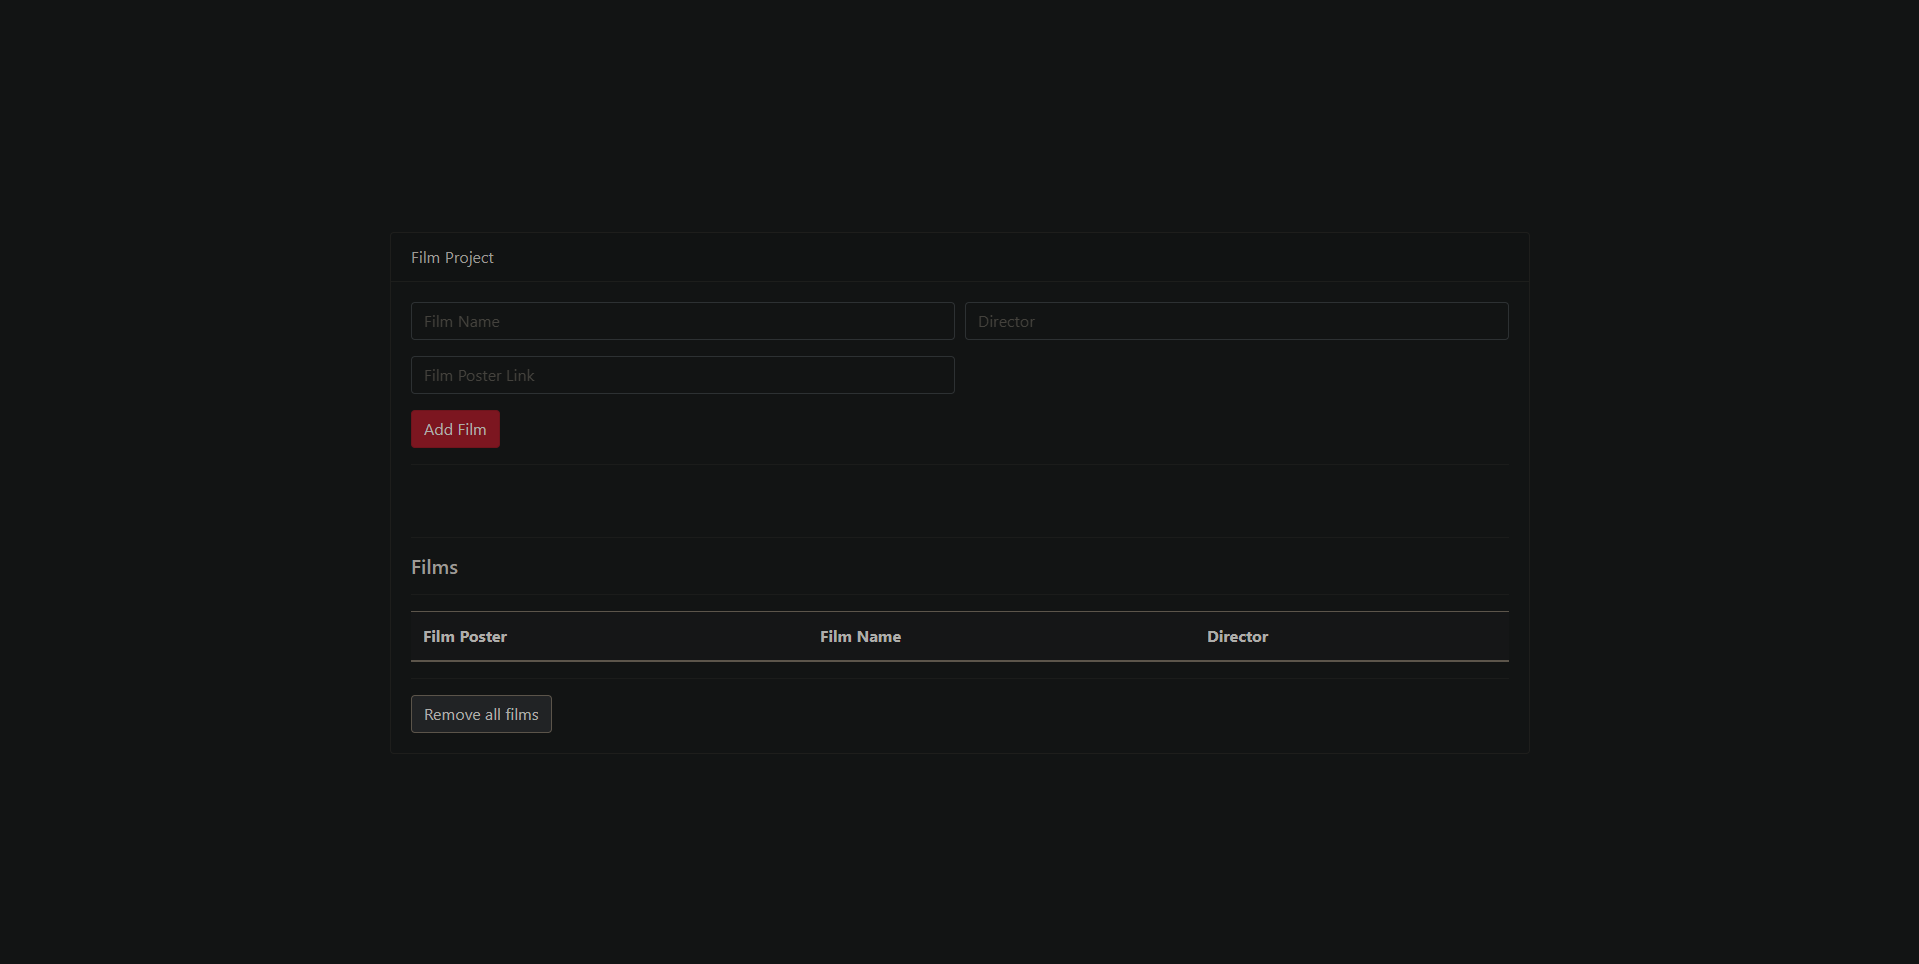 Film Project
Film Name Director
Film Poster Link
Add Film
Films
Film Poster Film Name Director
Remove all films